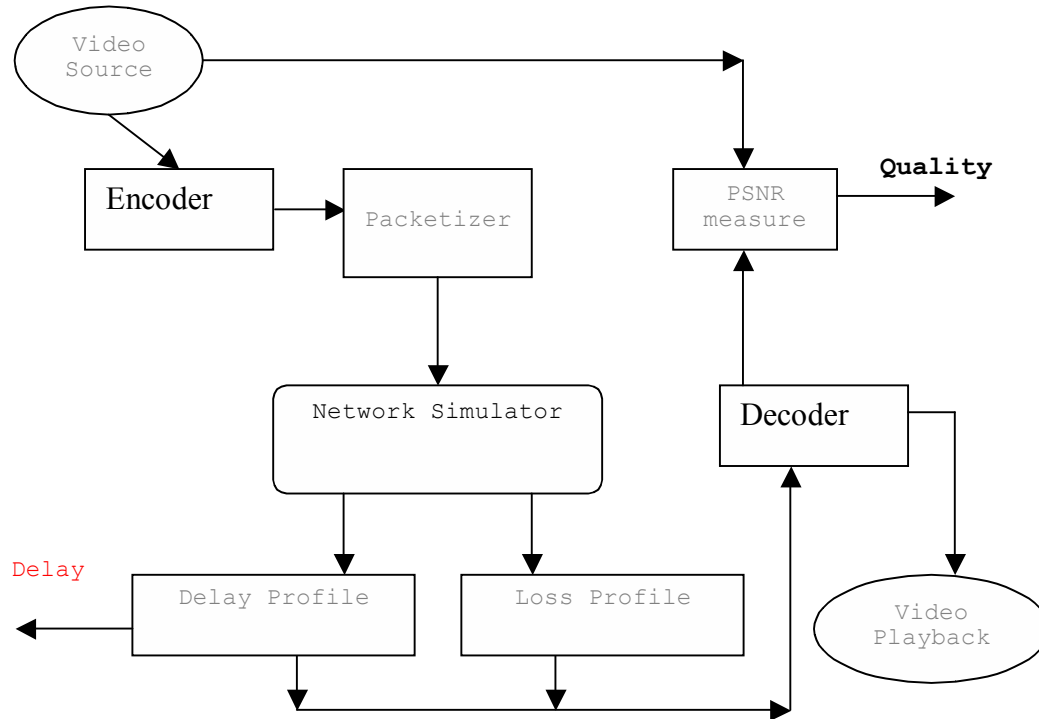 Video
Source
Quality
Encoder
Packetizer
PSNR
measure
Network Simulator
Decoder
Delay
Delay Profile
Loss Profile
Video
Playback